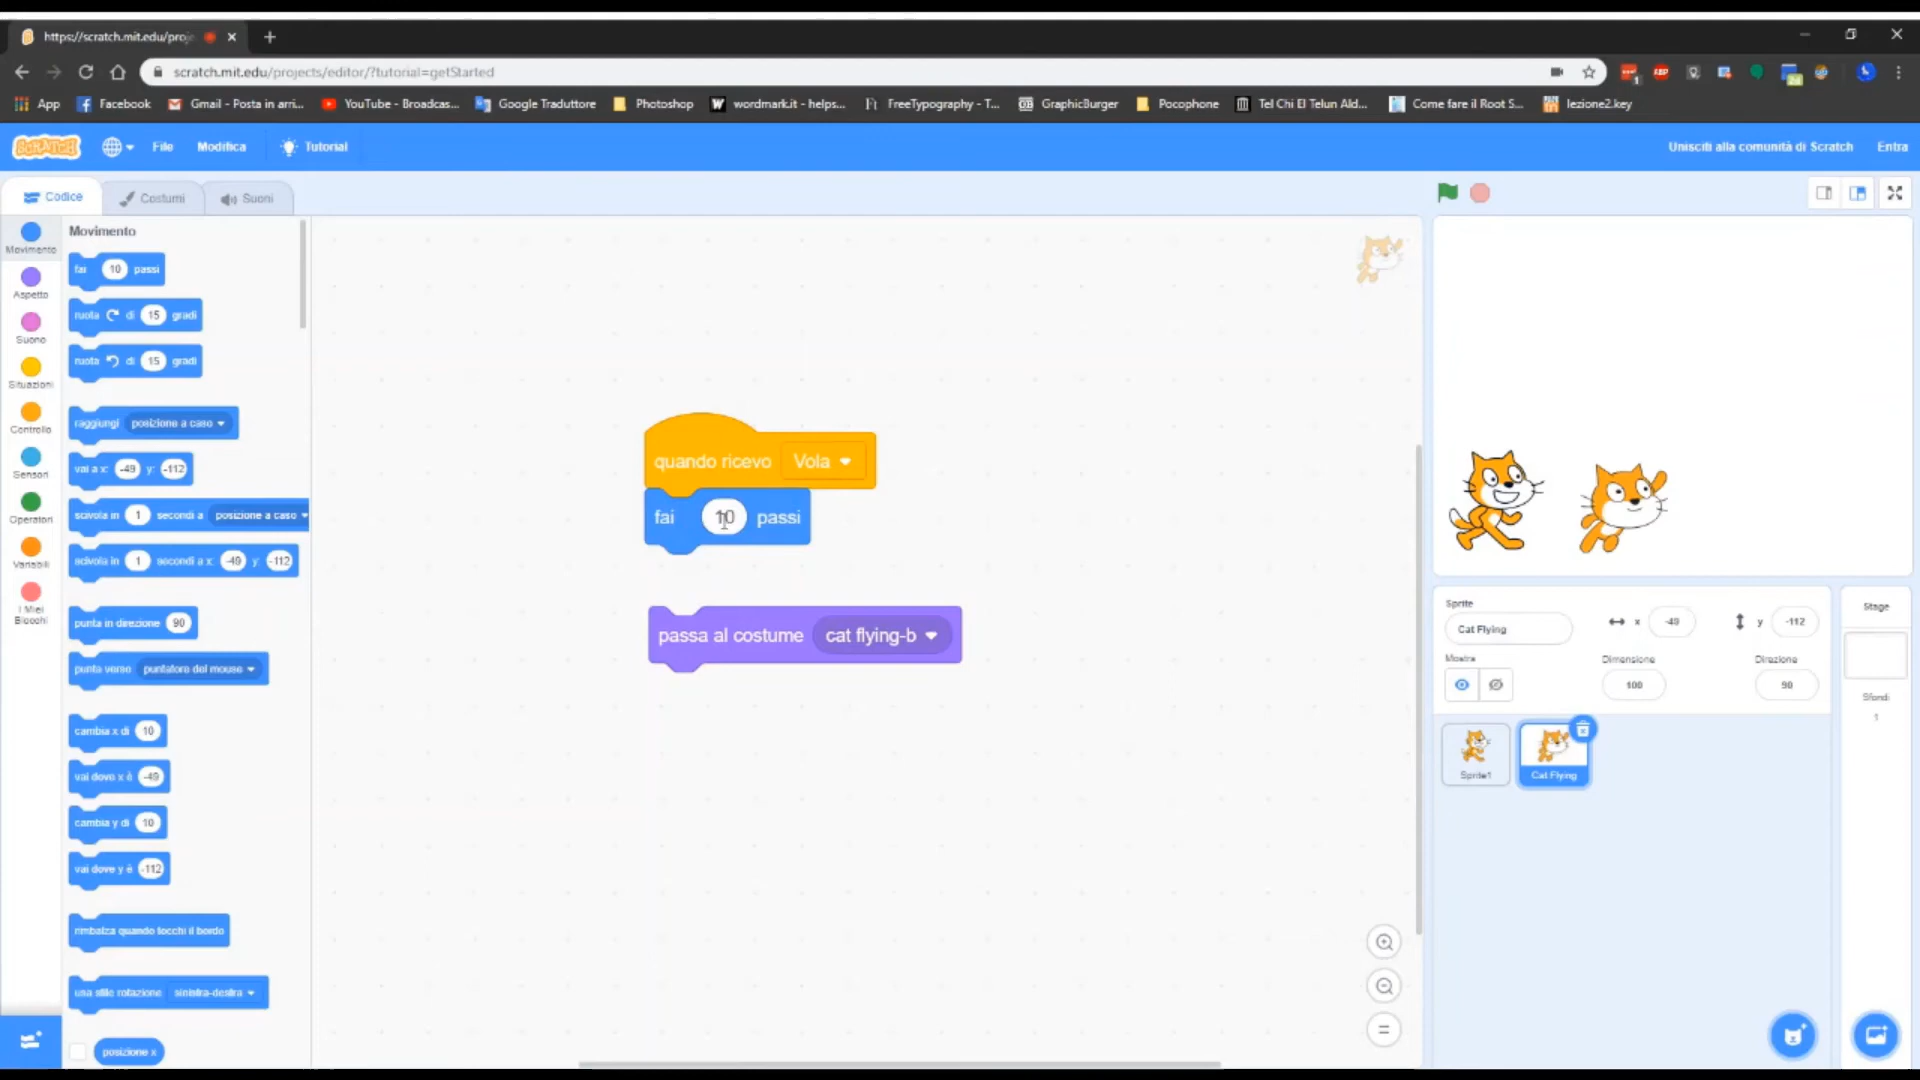 https://scratch.mit.edu/proj
scratch.mit.edu/projects/editor/?tutorial=getStarted
App
Facebook
Gmail - Posta in arri...
YouTube - Broadcas...
Google Traduttore
Photoshop
wordmark.it - helps...
FreeTypography - T...
GraphicBurger
Pocophone
Tel Chi El Telun Ald...
Come fare il Root S...
lezione2.key
SCRATCH
File
Modifica
Tutorial
Unisciti alla comunità di Scratch
Entra
Codice
Costumi
Suoni
Movimento
Aspetto
Suono
Situazioni
Controllo
Sensori
Operatori
Variabili
I Miei
Blocchi
Movimento
fai 10 passi
ruota di 15 gradi
ruota di 15 gradi
raggiungi posizione a caso
vai a x: -49 y: -112
scivola in 1 secondi a posizione a caso
scivola in 1 secondi a x: -49 y: -112
punta in direzione 90
punta verso puntatore del mouse
cambia x di 10
vai dove x è -49
cambia y di 10
vai dove y è -112
rimbalza quando tocchi il bordo
usa stile rotazione sinistra-destra
posizione x
quando ricevo Vola
fai 10 passi
passa al costume cat flying-b
Sprite
Cat Flying
x -49
y -112
Mostra
Dimensione
100
Direzione
90
Sprite1
Cat Flying
Stage
Sfondi
1